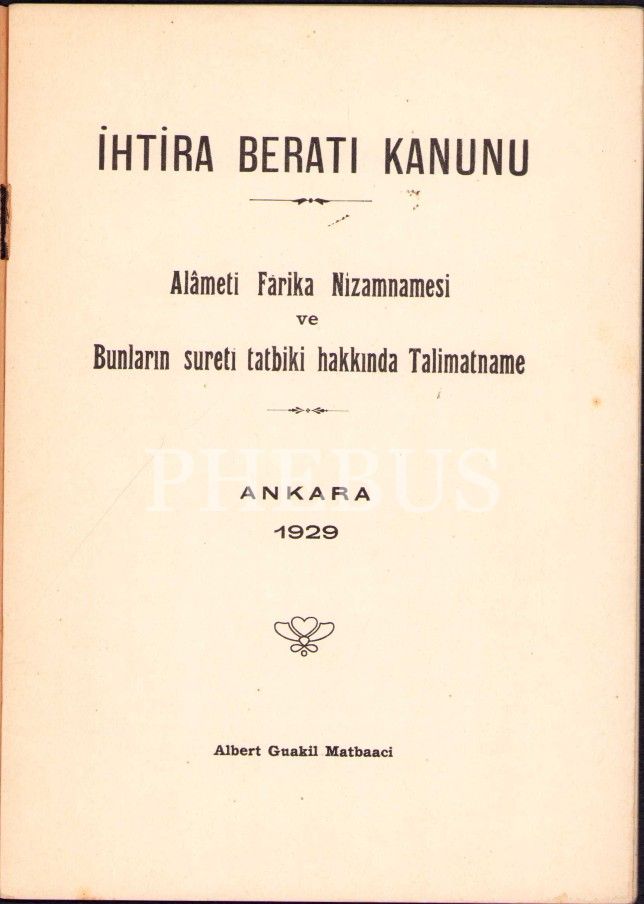 İHTİRA BERATI KANUNU
Alâmeti Farika Nizamnamesi
ve
Bunların sureti tatbiki hakkında Talimatname
PHEBUS
ANKARA
1929
Albert Guakil Matbaaci